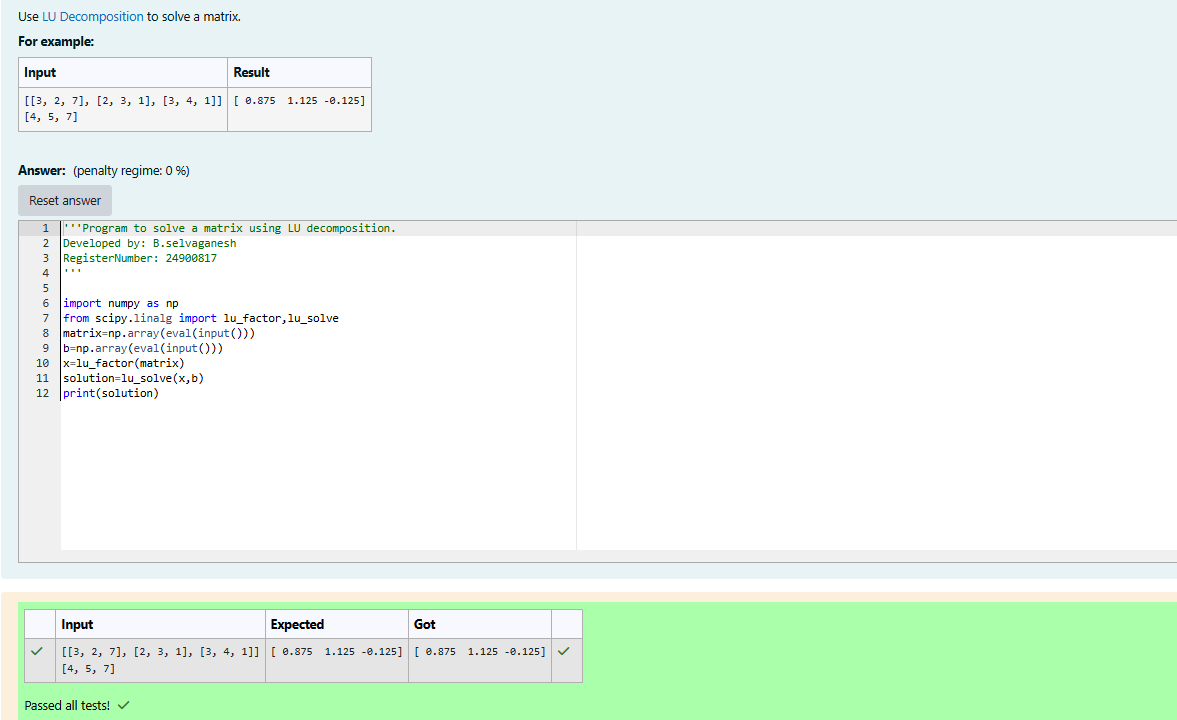 Use LU Decomposition to solve a matrix.
For example:
Input Result
[[3, 2, 7], [2, 3, 1], [3, 4, 1]] [ 0.875  1.125 -0.125]
[4, 5, 7]
Answer: (penalty regime: 0 %)
Reset answer
1 '''Program to solve a matrix using LU decomposition.
2 Developed by: B.selvaganesh
3 RegisterNumber: 24900817
4 '''
5
6 import numpy as np
7 from scipy.linalg import lu_factor,lu_solve
8 matrix=np.array(eval(input()))
9 b=np.array(eval(input()))
10 x=lu_factor(matrix)
11 solution=lu_solve(x,b)
12 print(solution)
Input Expected Got
[[3, 2, 7], [2, 3, 1], [3, 4, 1]] [ 0.875  1.125 -0.125] [ 0.875  1.125 -0.125]
[4, 5, 7]
Passed all tests!